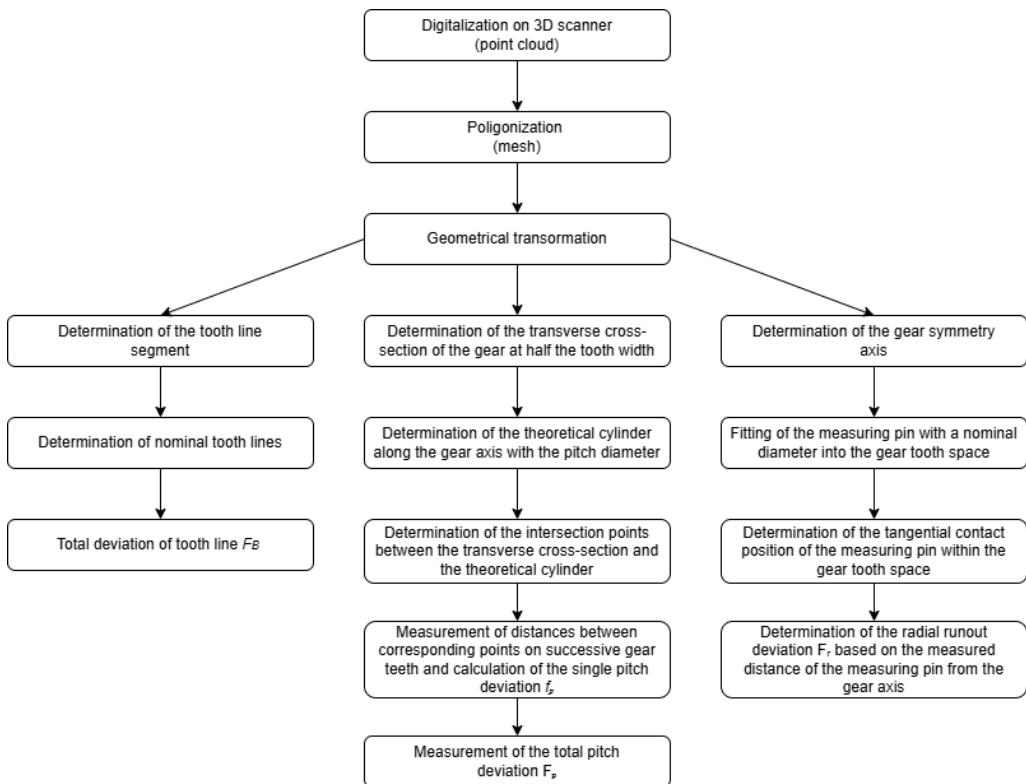 Digitalization on 3D scanner
(point cloud)
Poligonization
(mesh)
Geometrical transormation
Determination of the tooth line
segment
Determination of nominal tooth lines
Total deviation of tooth line FB
Determination of the transverse cross-
section of the gear at half the tooth width
Determination of the theoretical cylinder
along the gear axis with the pitch diameter
Determination of the intersection points
between the transverse cross-section and
the theoretical cylinder
Measurement of distances between
corresponding points on successive gear
teeth and calculation of the single pitch
deviation fₚ
Measurement of the total pitch
deviation Fₚ
Determination of the gear symmetry
axis
Fitting of the measuring pin with a nominal
diameter into the gear tooth space
Determination of the tangential contact
position of the measuring pin within the
gear tooth space
Determination of the radial runout
deviation Fᵣ based on the measured
distance of the measuring pin from the
gear axis